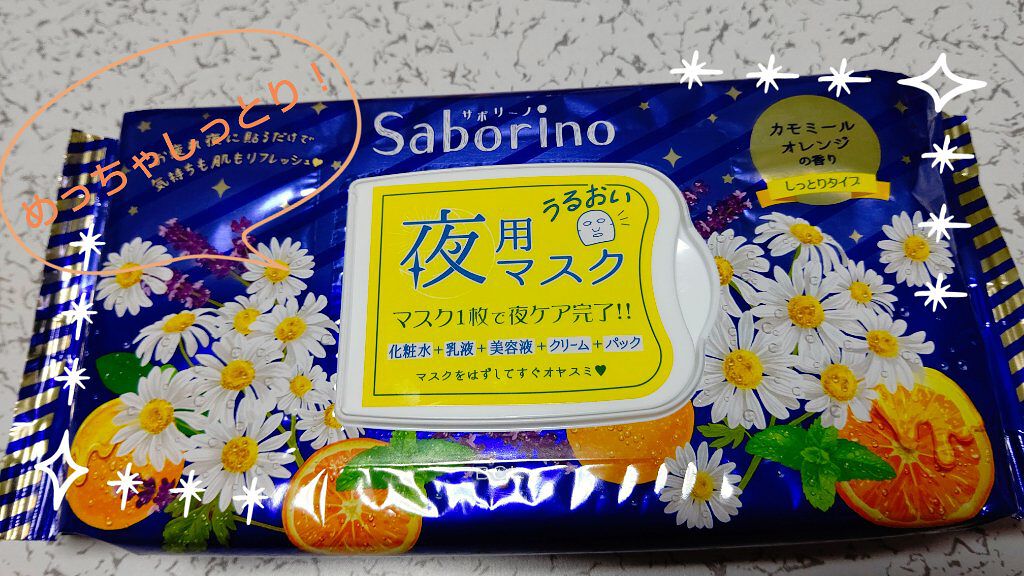 めっちゃしっとり！
夜に貼るだけで
気持ちも肌もリフレッシュ♥
サボリーノ
Saborino
カモミール
オレンジ
の香り
しっとりタイプ
うるおい
夜用
マスク
マスク1枚で夜ケア完了!!
化粧水+乳液+美容液+クリーム+パック
マスクをはずしてすぐオヤスミ♥